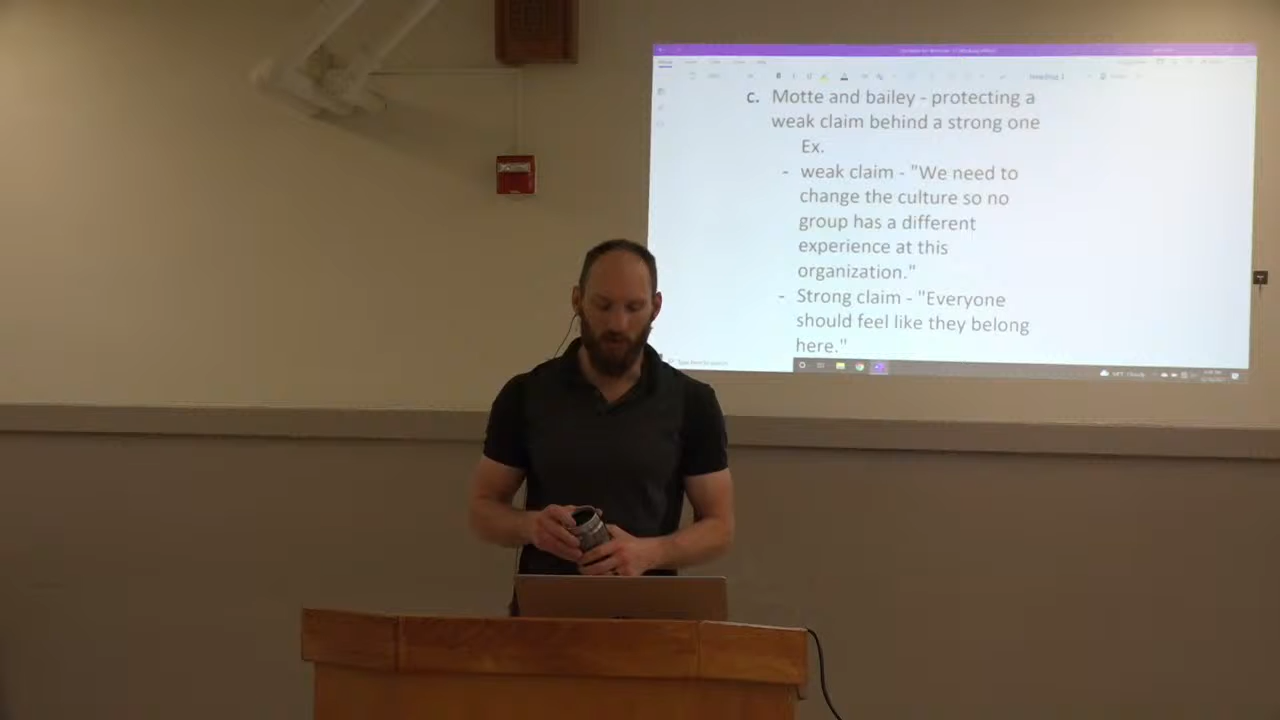 c. Motte and bailey - protecting a
weak claim behind a strong one
Ex.
- weak claim - "We need to
change the culture so no
group has a different
experience at this
organization."
- Strong claim - "Everyone
should feel like they belong
here."